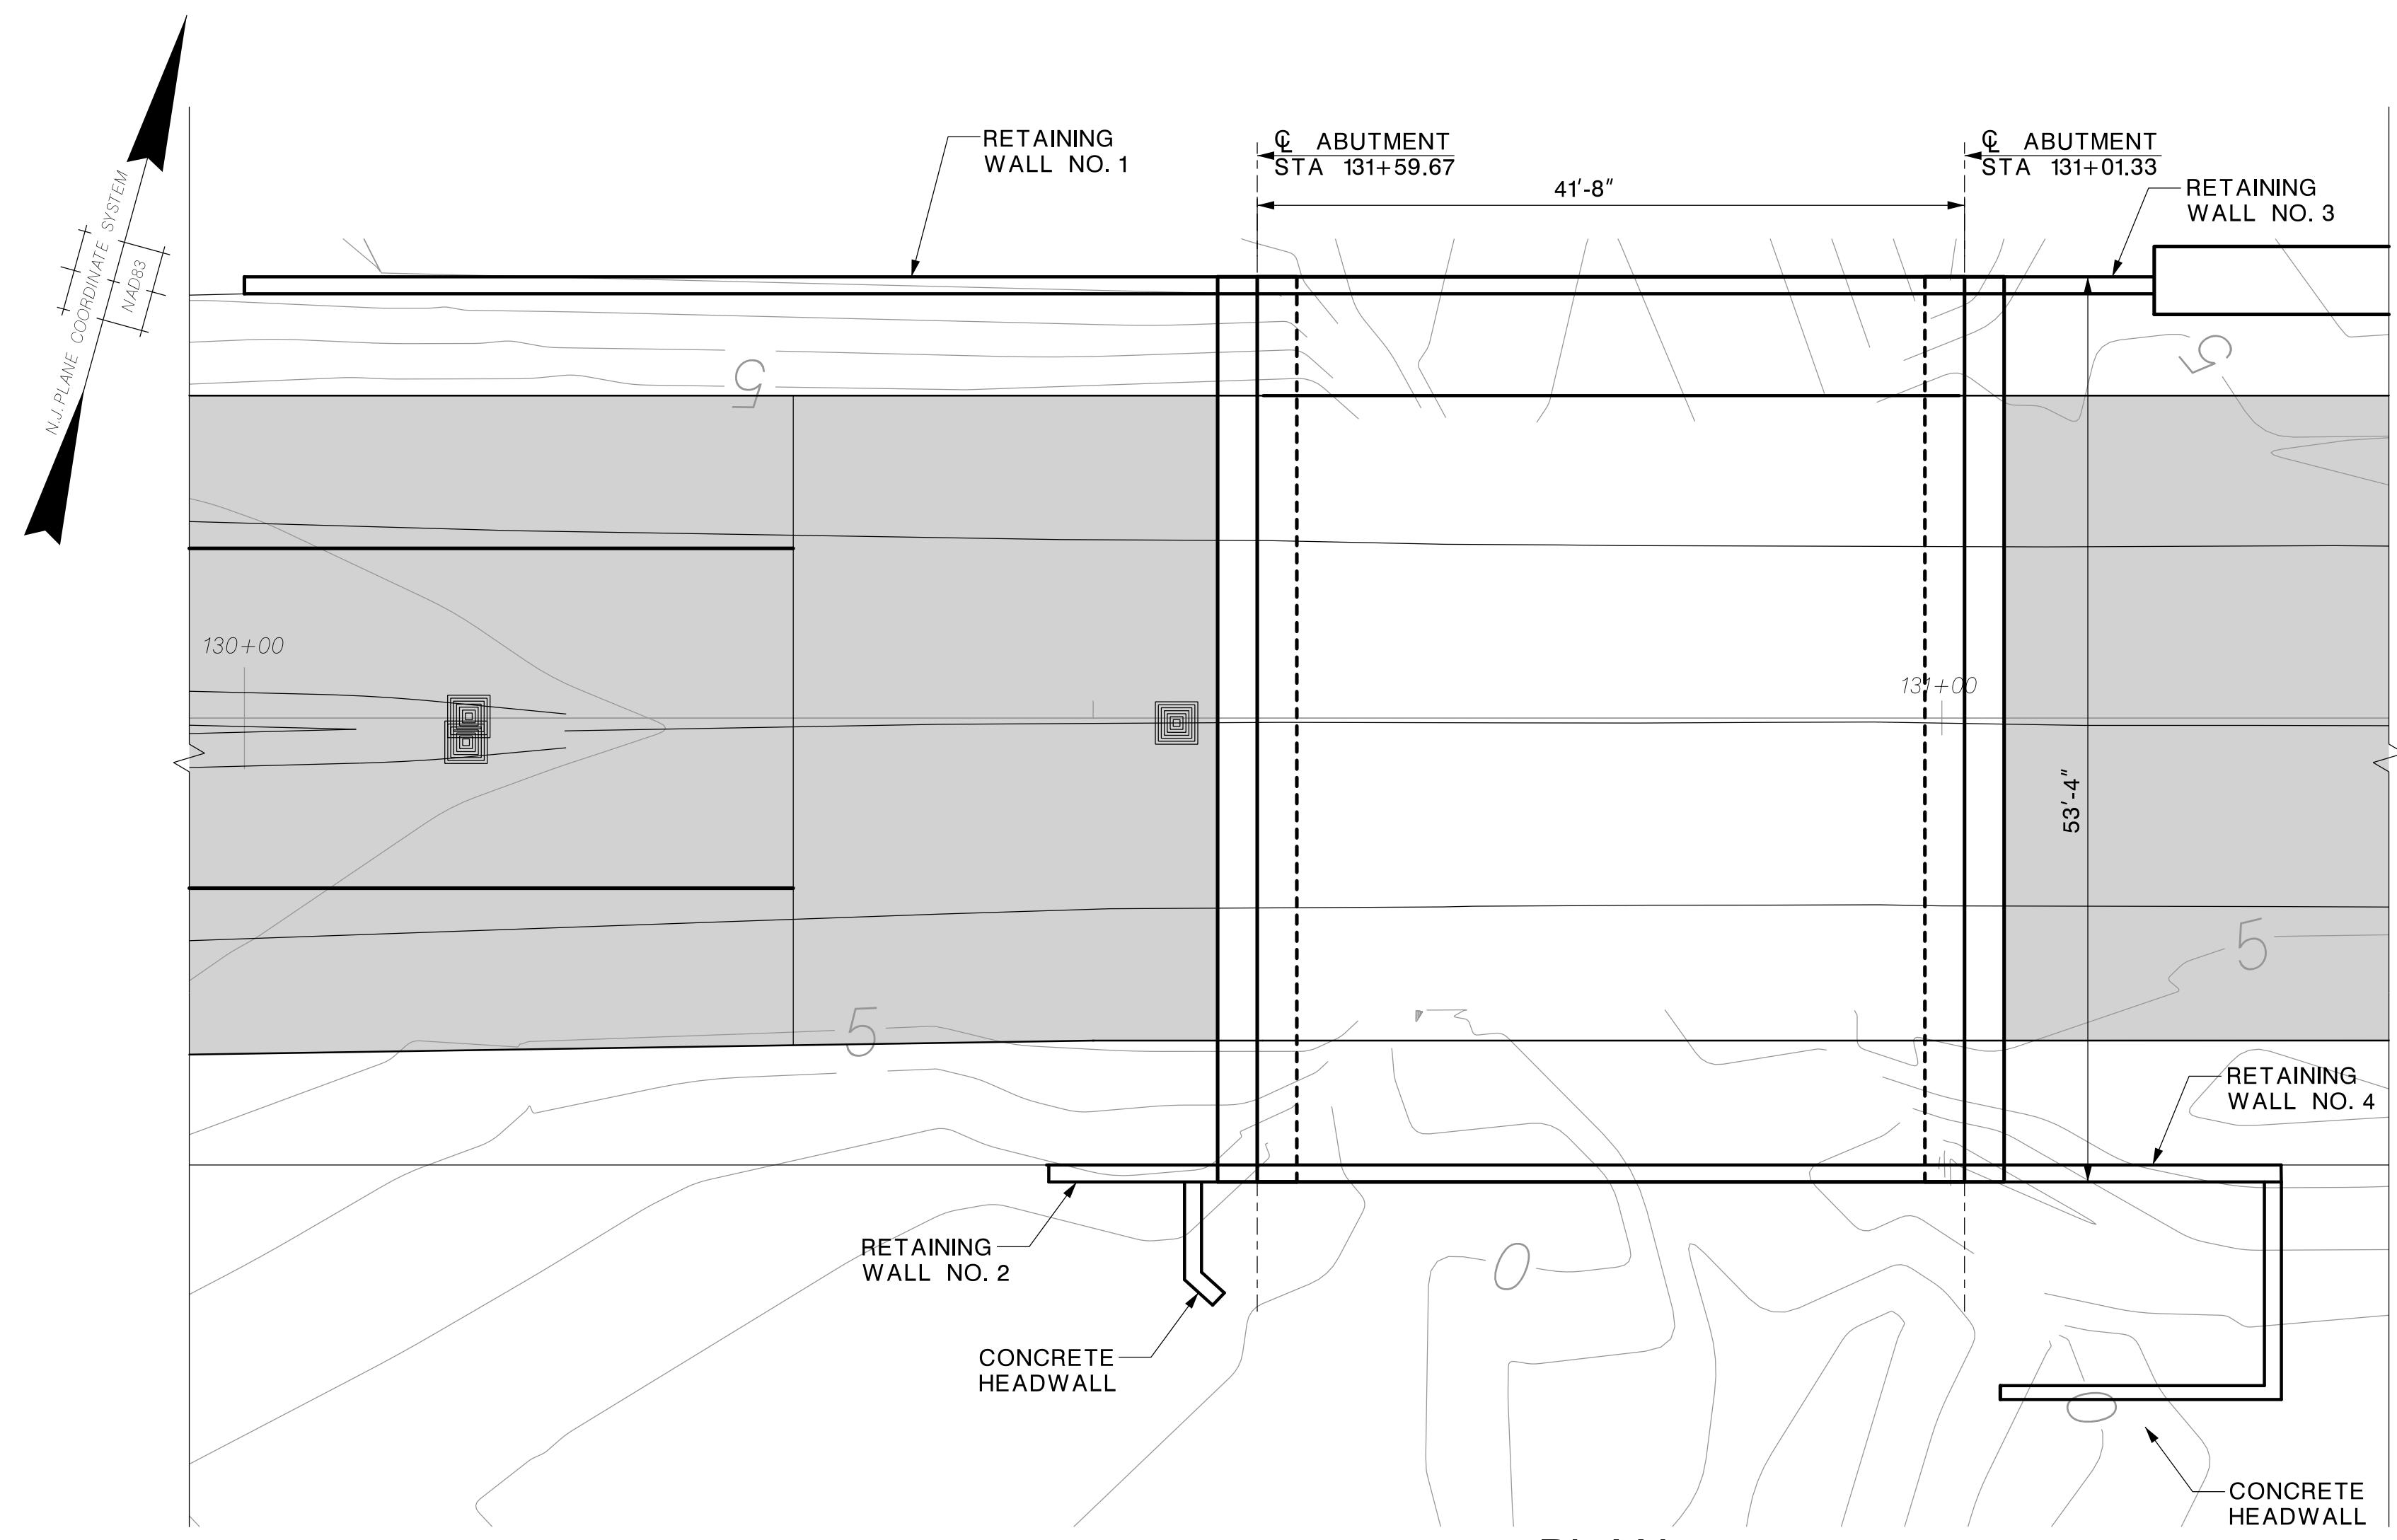 RETAINING
WALL NO. 1
℄ ABUTMENT
STA 131+59.67
℄ ABUTMENT
STA 131+01.33
41'-8"
RETAINING
WALL NO. 3
N.J. PLANE COORDINATE SYSTEM
NAD83
5
5
130+00
131+00
53'-4"
5
5
RETAINING
WALL NO. 4
RETAINING
WALL NO. 2
0
CONCRETE
HEADWALL
0
CONCRETE
HEADWALL